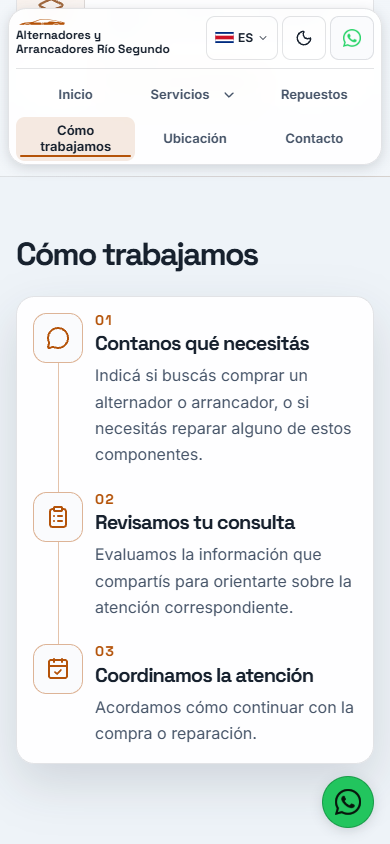 Alternadores y
Arrancadores Río Segundo
ES
Inicio
Servicios
Repuestos
Cómo
trabajamos
Ubicación
Contacto
Cómo trabajamos
01
Contanos qué necesitás
Indicá si buscás comprar un
alternador o arrancador, o si
necesitás reparar alguno de estos
componentes.
02
Revisamos tu consulta
Evaluamos la información que
compartís para orientarte sobre la
atención correspondiente.
03
Coordinamos la atención
Acordamos cómo continuar con la
compra o reparación.